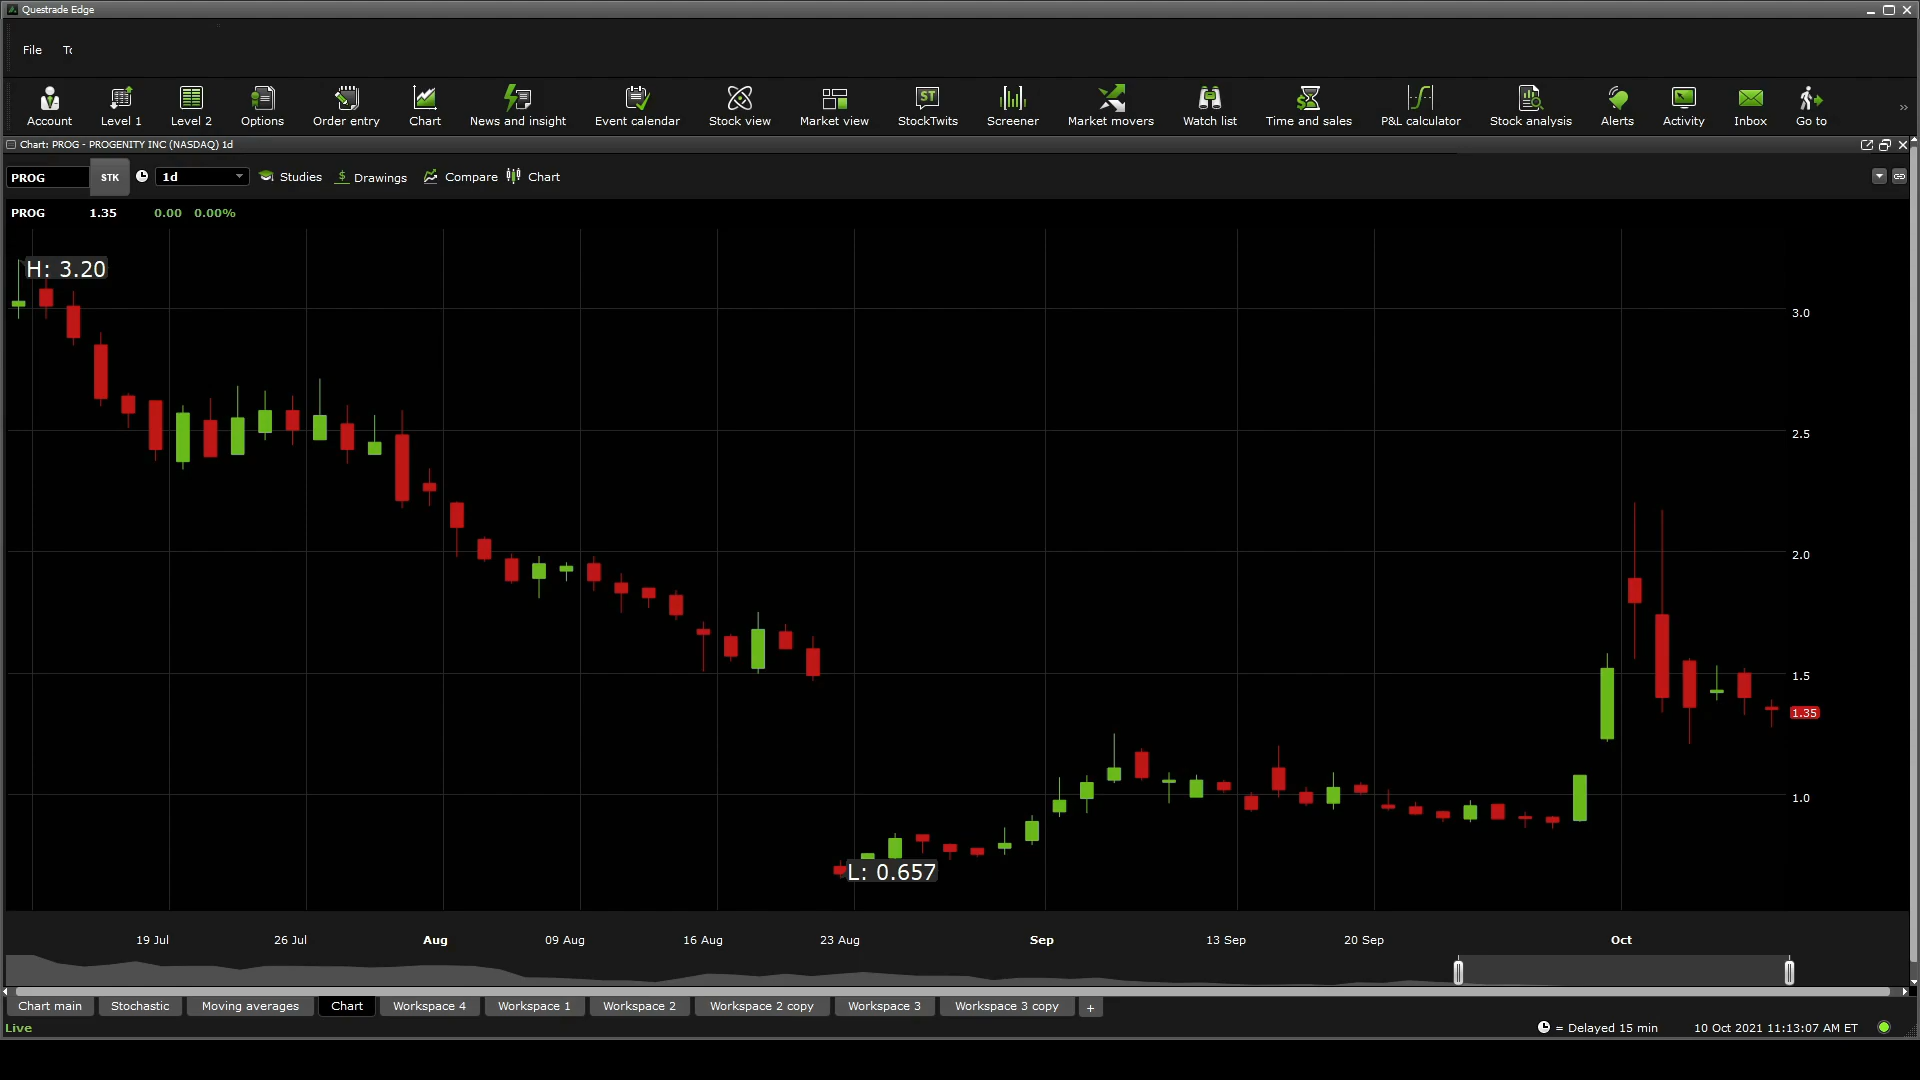 Questrade Edge
File To
Account Level 1 Level 2 Options Order entry Chart News and insight Event calendar Stock view Market view StockTwits Screener Market movers Watch list Time and sales P&L calculator Stock analysis Alerts Activity Inbox Go to
ST
Chart: PROG - PROGENITY INC (NASDAQ) 1d
PROG STK 1d Studies Drawings Compare Chart
PROG 1.35 0.00 0.00%
H: 3.20
3.0
2.5
2.0
1.5
1.35
1.0
L: 0.657
19 Jul 26 Jul Aug 09 Aug 16 Aug 23 Aug Sep 13 Sep 20 Sep Oct
Chart main Stochastic Moving averages Chart Workspace 4 Workspace 1 Workspace 2 Workspace 2 copy Workspace 3 Workspace 3 copy +
Live = Delayed 15 min 10 Oct 2021 11:13:07 AM ET